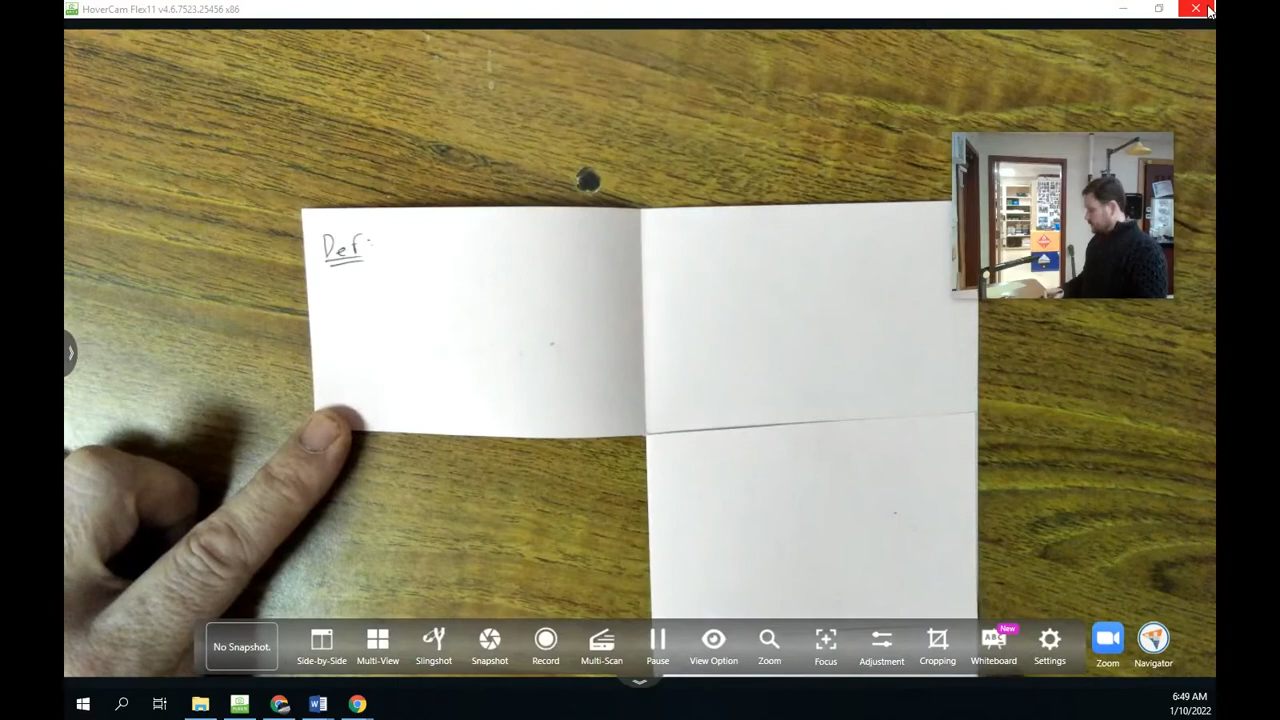 HoverCam Flex11 v4.6.7523.25456 x86
Def:
No Snapshot.
Side-by-Side
Multi-View
Slingshot
Snapshot
Record
Multi-Scan
Pause
View Option
Zoom
Focus
Adjustment
Cropping
New
ABC
Whiteboard
Settings
Zoom
Navigator
6:49 AM
1/10/2022